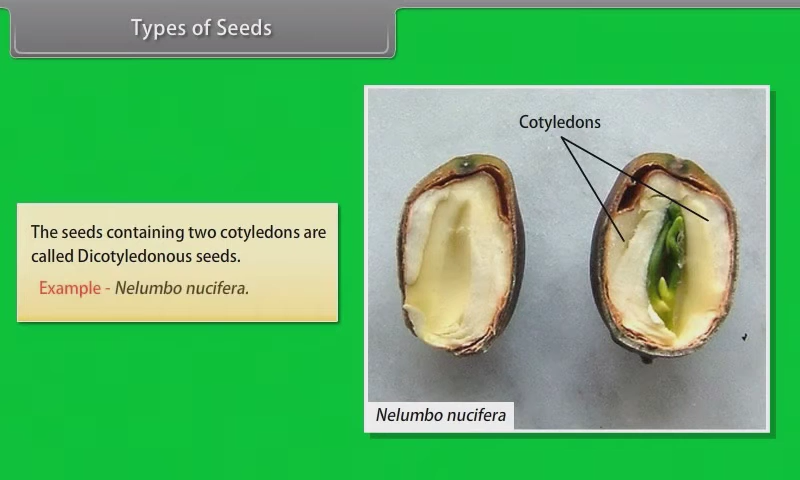 Types of Seeds
The seeds containing two cotyledons are
called Dicotyledonous seeds.
Example - Nelumbo nucifera.
Cotyledons
Nelumbo nucifera